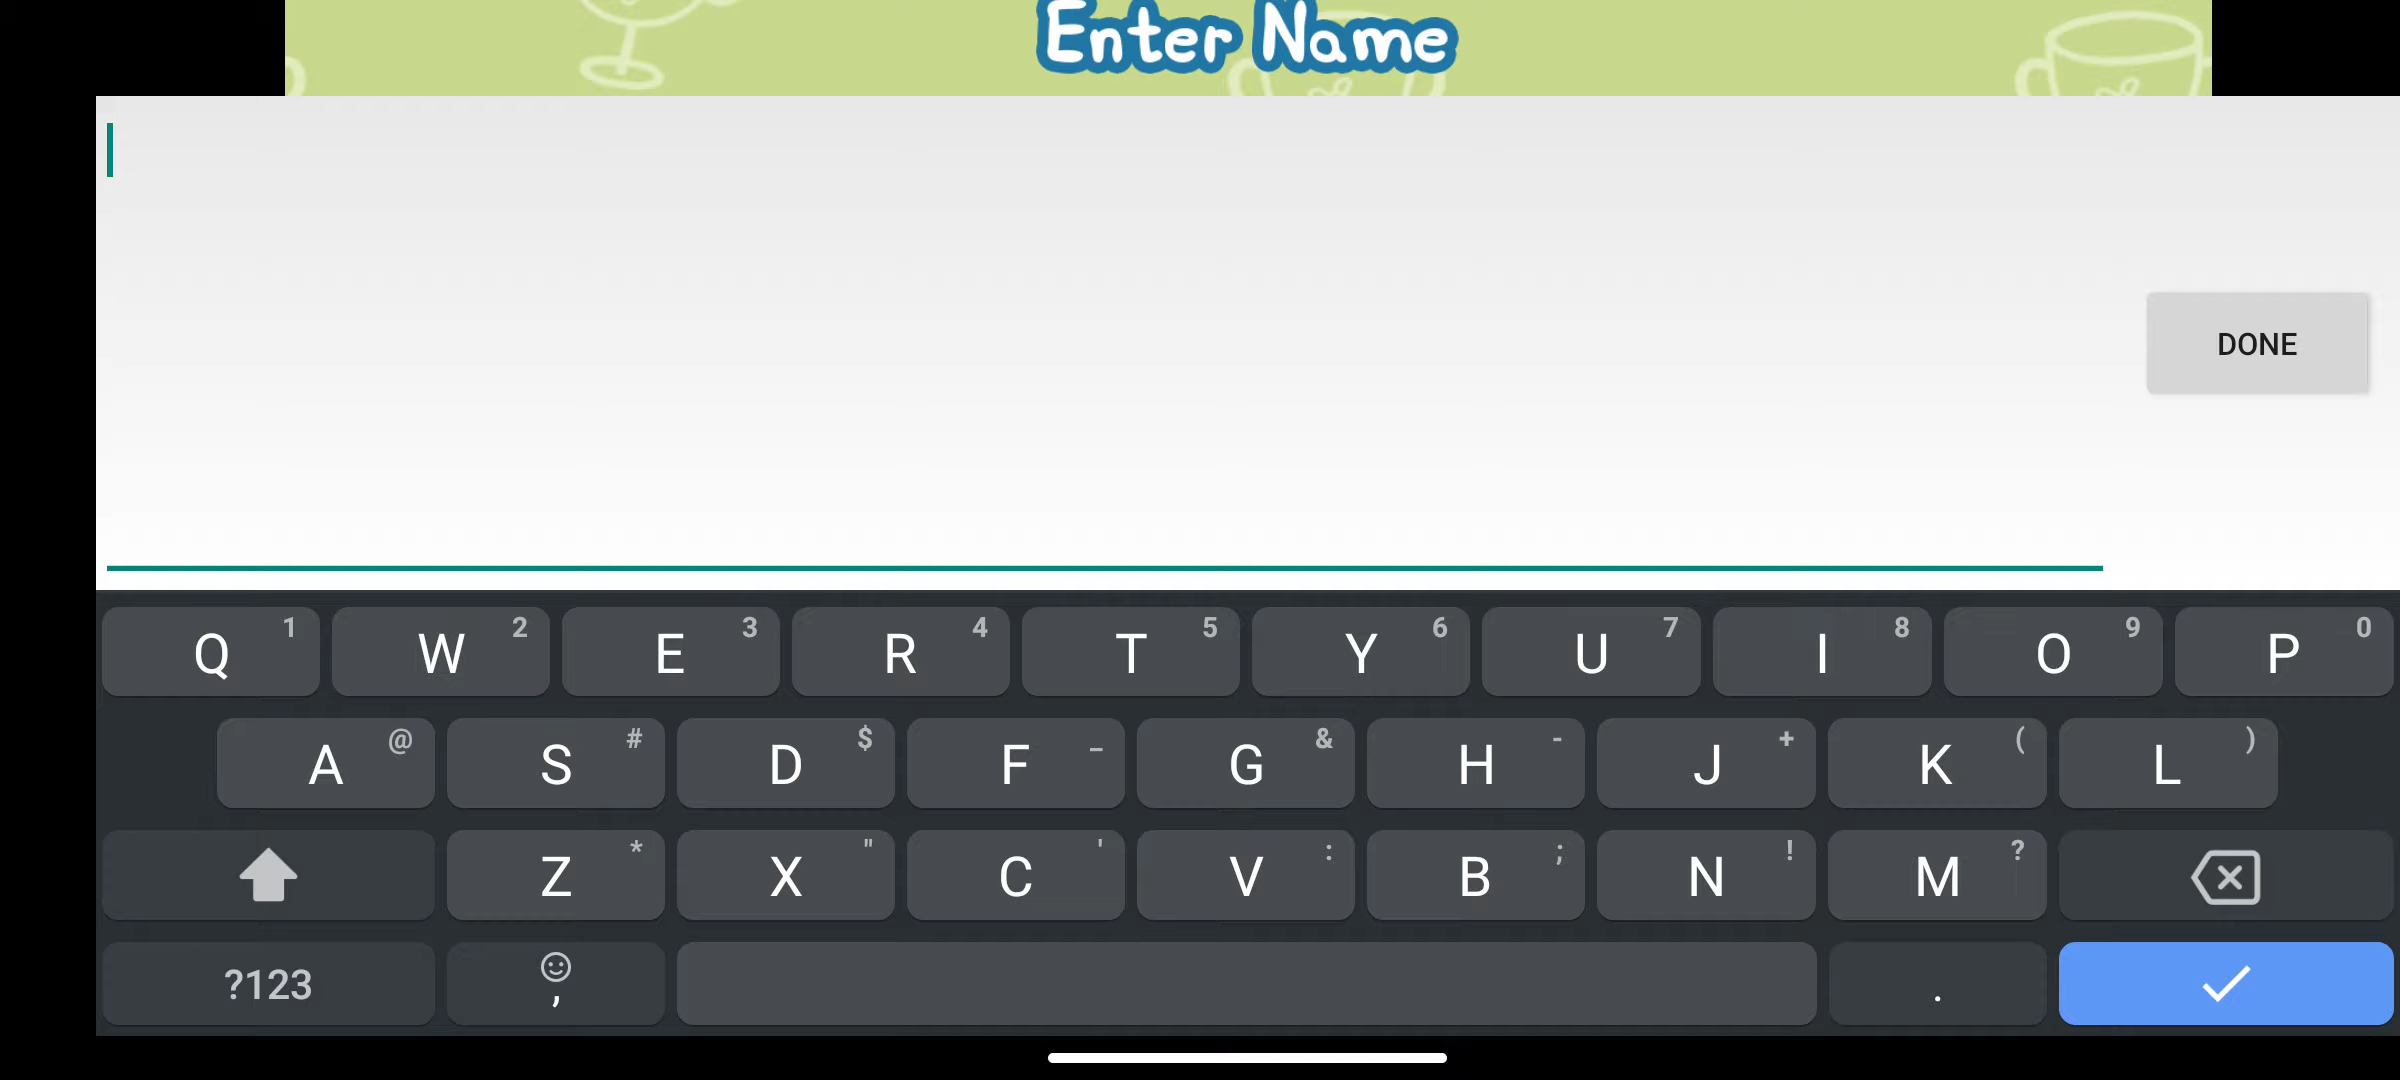 Enter Name
DONE
Q 1 W 2 E 3 R 4 T 5 Y 6 U 7 I 8 O 9 P 0
A @ S # D $ F _ G & H - J + K ( L )
Z * X " C ' V : B ; N ! M ?
?123 , .